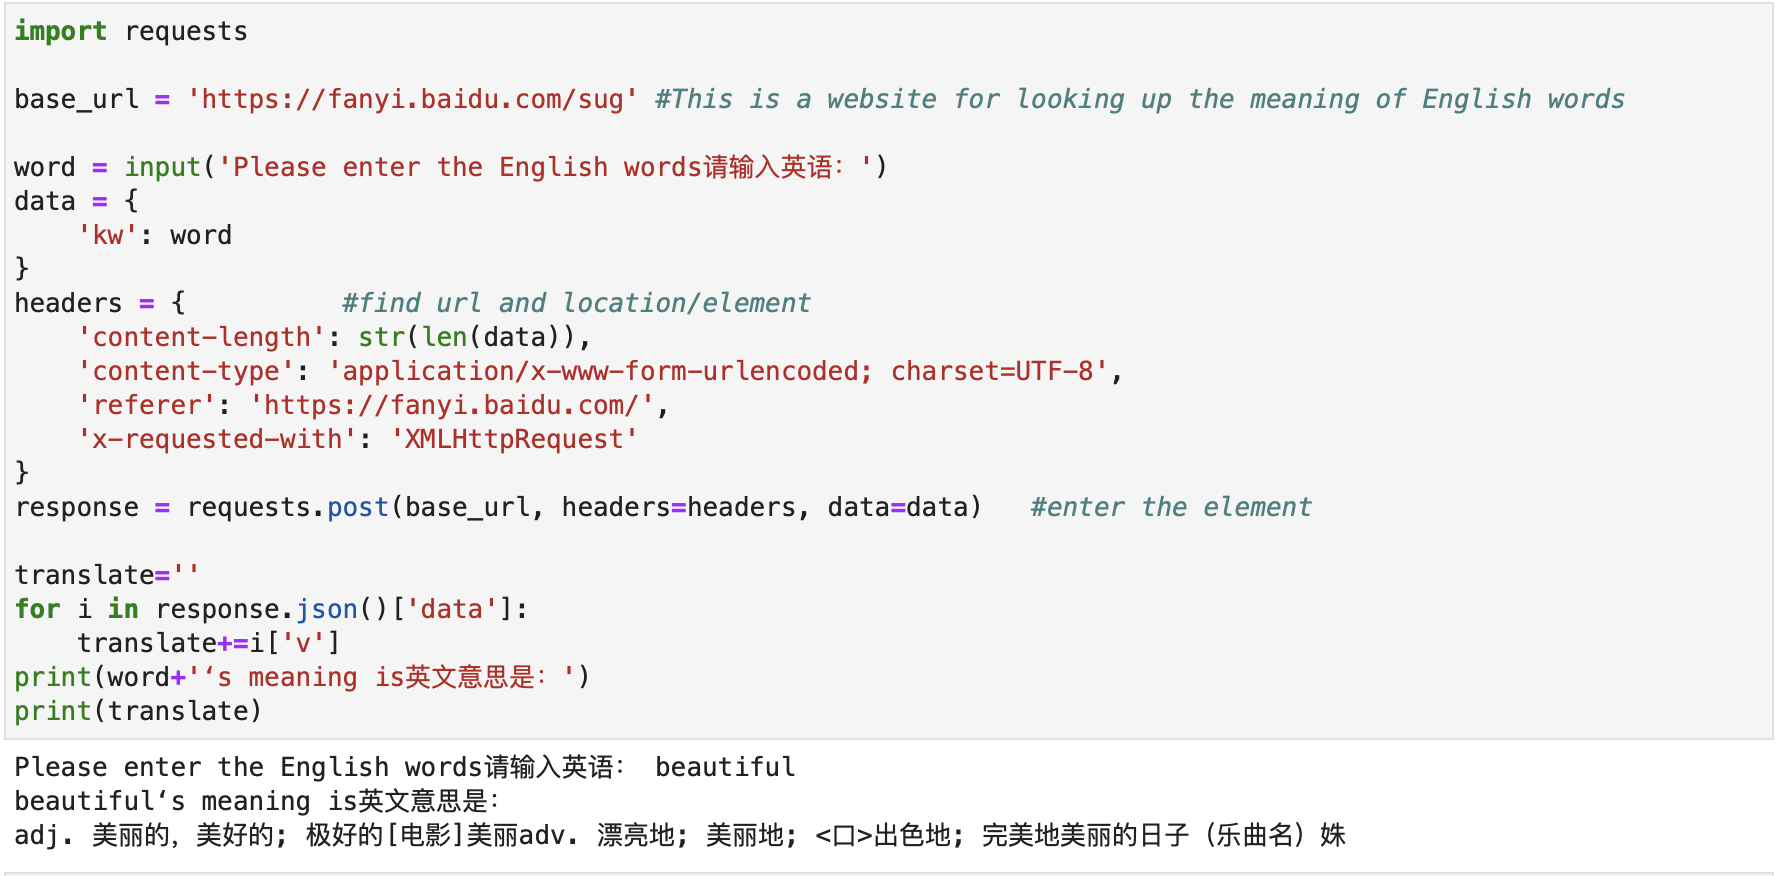 import requests
base_url = 'https://fanyi.baidu.com/sug' #This is a website for looking up the meaning of English words
word = input('Please enter the English words请输入英语：')
data = {
    'kw': word
}
headers = {          #find url and location/element
    'content-length': str(len(data)),
    'content-type': 'application/x-www-form-urlencoded; charset=UTF-8',
    'referer': 'https://fanyi.baidu.com/',
    'x-requested-with': 'XMLHttpRequest'
}
response = requests.post(base_url, headers=headers, data=data)   #enter the element
translate=''
for i in response.json()['data']:
    translate+=i['v']
print(word+'‘s meaning is英文意思是：')
print(translate)
Please enter the English words请输入英语： beautiful
beautiful‘s meaning is英文意思是：
adj. 美丽的，美好的; 极好的[电影]美丽adv. 漂亮地; 美丽地; <口>出色地; 完美地美丽的日子（乐曲名）姝